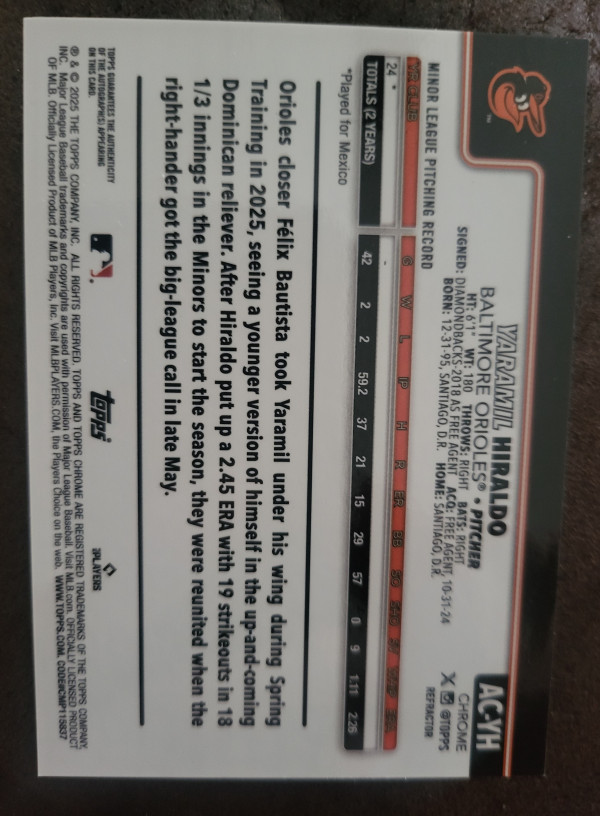 AC-YH
CHROME
@TOPPS
REFRACTOR
YARAMIL HIRALDO
BALTIMORE ORIOLES® • PITCHER
HT: 6'1" WT: 180 THROWS: RIGHT BATS: RIGHT
SIGNED: DIAMONDBACKS-2018 AS FREE AGENT ACQ: FREE AGENT, 10-31-24
BORN: 12-31-95, SANTIAGO, D.R. HOME: SANTIAGO, D.R.
MINOR LEAGUE PITCHING RECORD
YR CLUB G W L IP H R ER BB SO
24 * -
TOTALS (2 YEARS) 42 2 2 59.2 37 21 15 29 57 0 9 1.11 2.26
*Played for Mexico
Orioles closer Félix Bautista took Yaramil under his wing during Spring
Training in 2025, seeing a younger version of himself in the up-and-coming
Dominican reliever. After Hiraldo put up a 2.45 ERA with 19 strikeouts in 18
1/3 innings in the Minors to start the season, they were reunited when the
right-hander got the big-league call in late May.
TOPPS GUARANTEES THE AUTHENTICITY
OF THE AUTOGRAPH(S) APPEARING
ON THIS CARD.
topps
PLAYERS
® & © 2025 THE TOPPS COMPANY, INC. ALL RIGHTS RESERVED. TOPPS AND TOPPS CHROME ARE REGISTERED TRADEMARKS OF THE TOPPS COMPANY,
INC. Major League Baseball trademarks and copyrights are used with permission of Major League Baseball. Visit MLB.com. OFFICIALLY LICENSED PRODUCT
OF MLB. Officially Licensed Product of MLB Players, Inc. Visit MLBPLAYERS.COM, the Players Choice on the web. WWW.TOPPS.COM. CODE#CMP115837